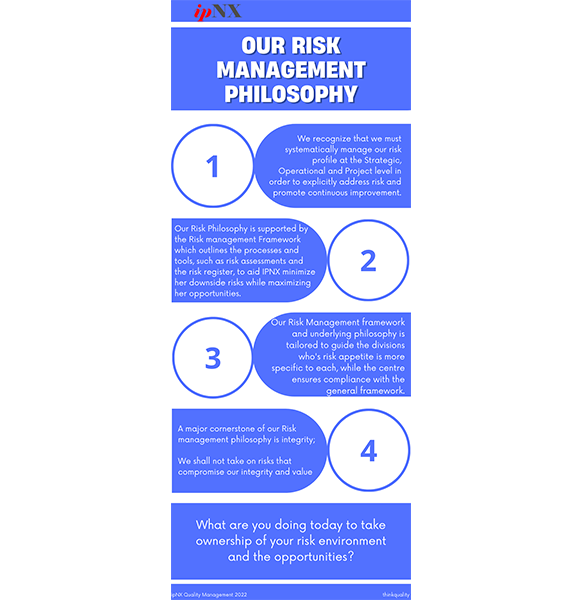 ipNX
OUR RISK
MANAGEMENT
PHILOSOPHY
1
We recognize that we must
systematically manage our risk
profile at the Strategic,
Operational and Project level in
order to explicitly address risk and
promote continuous improvement.
Our Risk Philosophy is supported by
the Risk management Framework
which outlines the processes and
tools, such as risk assessments and
the risk register, to aid IPNX minimize
her downside risks while maximizing
her opportunities.
2
3
Our Risk Management framework
and underlying philosophy is
tailored to guide the divisions
who's risk appetite is more
specific to each, while the centre
ensures compliance with the
general framework.
A major cornerstone of our Risk
management philosophy is integrity;
We shall not take on risks that
compromise our integrity and value
4
What are you doing today to take
ownership of your risk environment
and the opportunities?
ipNX Quality Management 2022
thinkquality